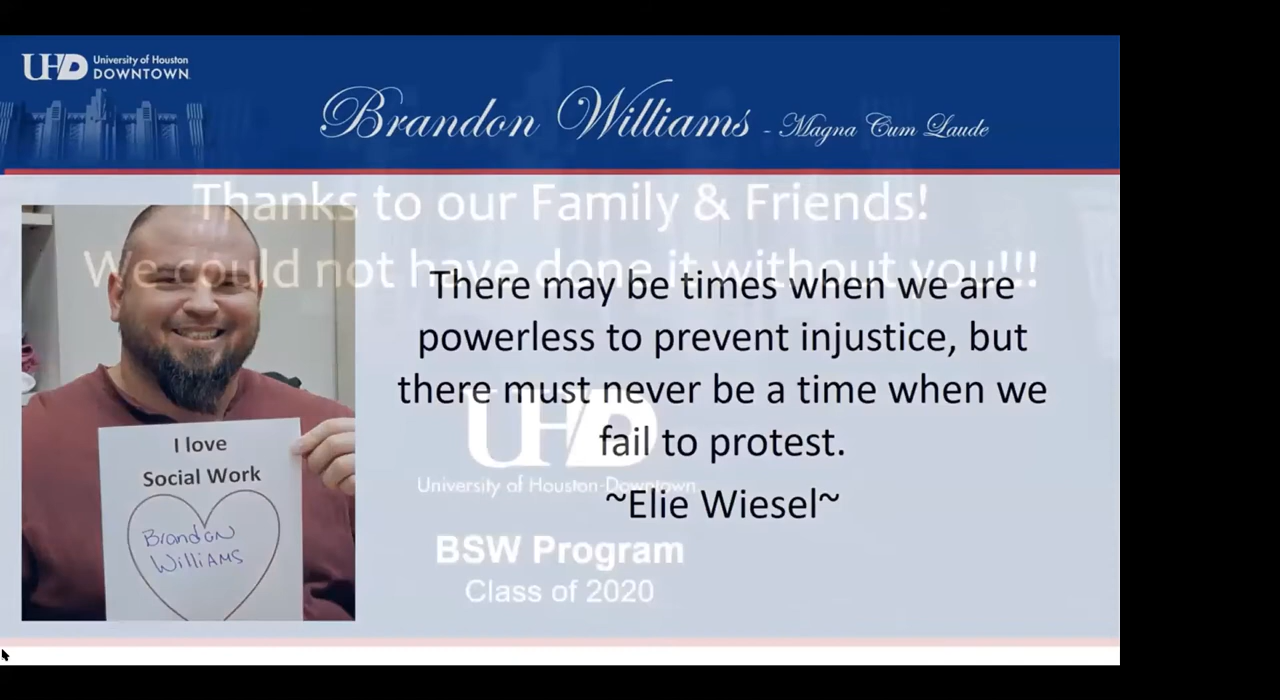 UHD University of Houston
DOWNTOWN
Brandon Williams - Magna Cum Laude
Thanks to our Family & Friends!
We could not have done it without you!!!
There may be times when we are
powerless to prevent injustice, but
there must never be a time when we
fail to protest.
~Elie Wiesel~
I love
Social Work
Brandon
Williams
UHD
University of Houston-Downtown
BSW Program
Class of 2020